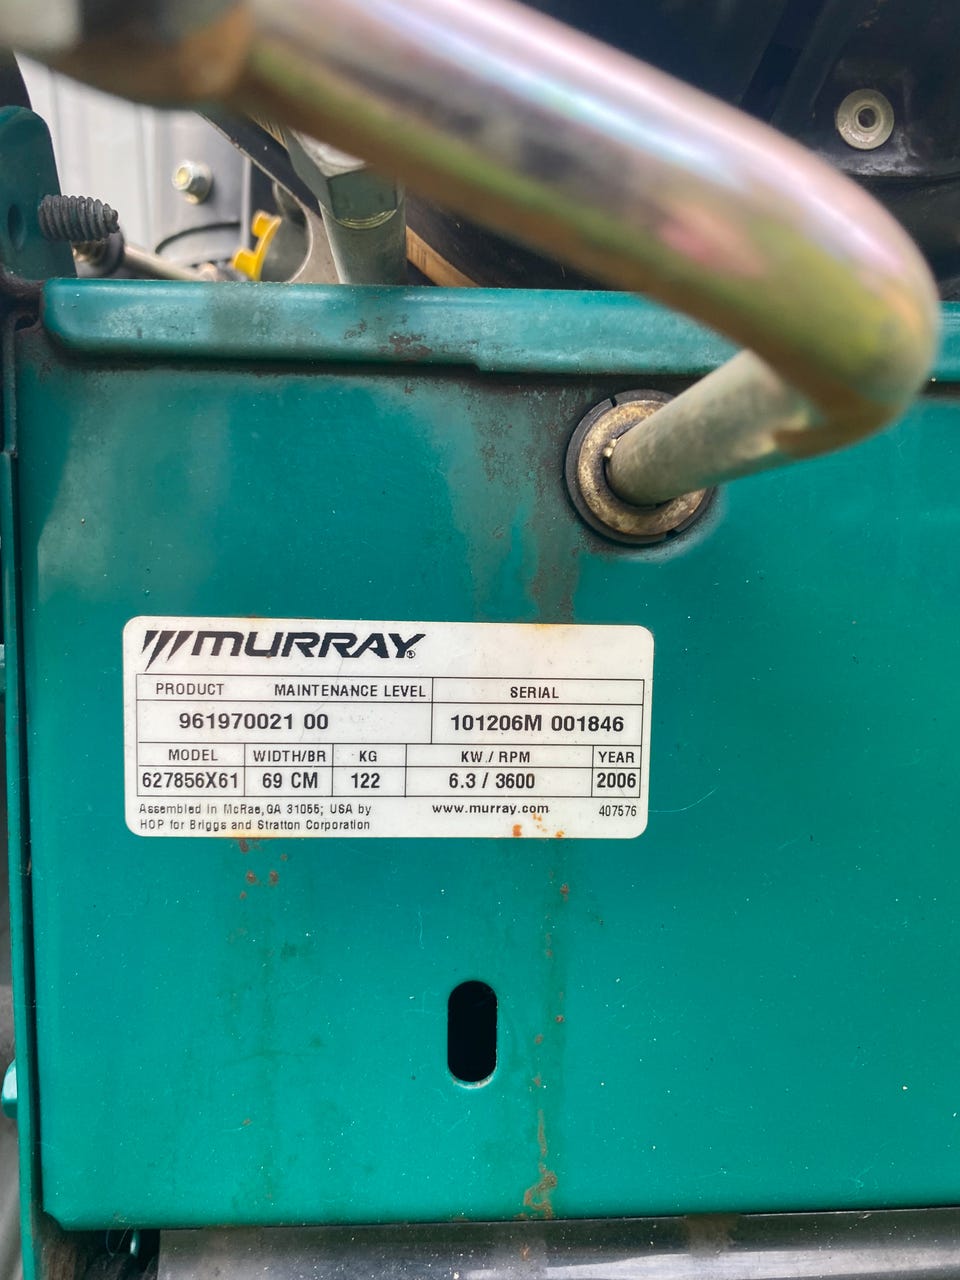 MURRAY®
PRODUCT MAINTENANCE LEVEL SERIAL
961970021 00 101206M 001846
MODEL WIDTH/BR KG KW./RPM YEAR
627856X61 69 CM 122 6.3 / 3600 2006
Assembled in McRae,GA 31055; USA by www.murray.com 407576
HOP for Briggs and Stratton Corporation